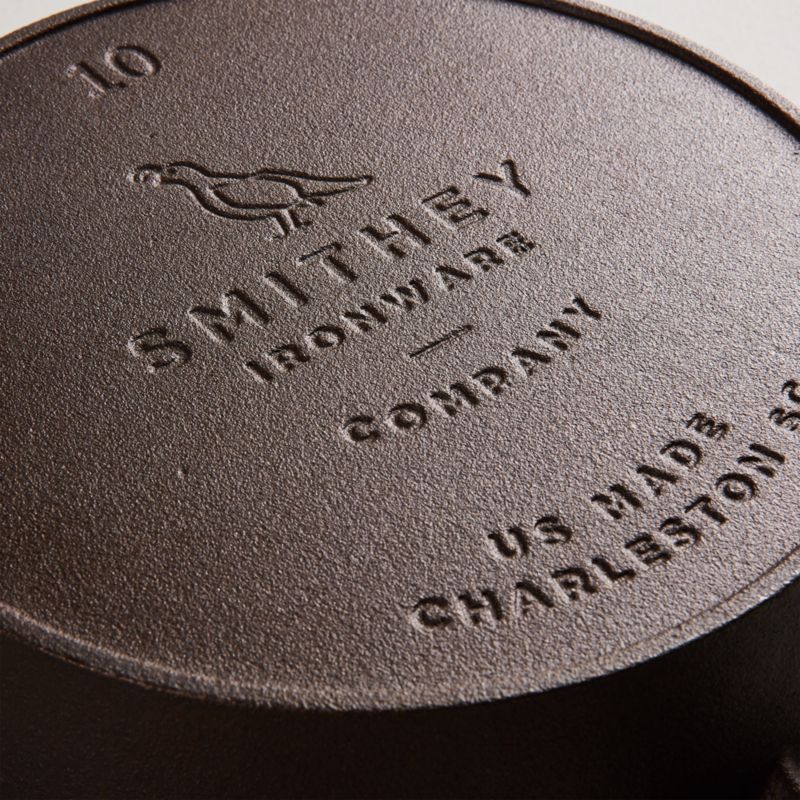 10
SMITHEY
IRONWARE
COMPANY
US MADE
CHARLESTON SC